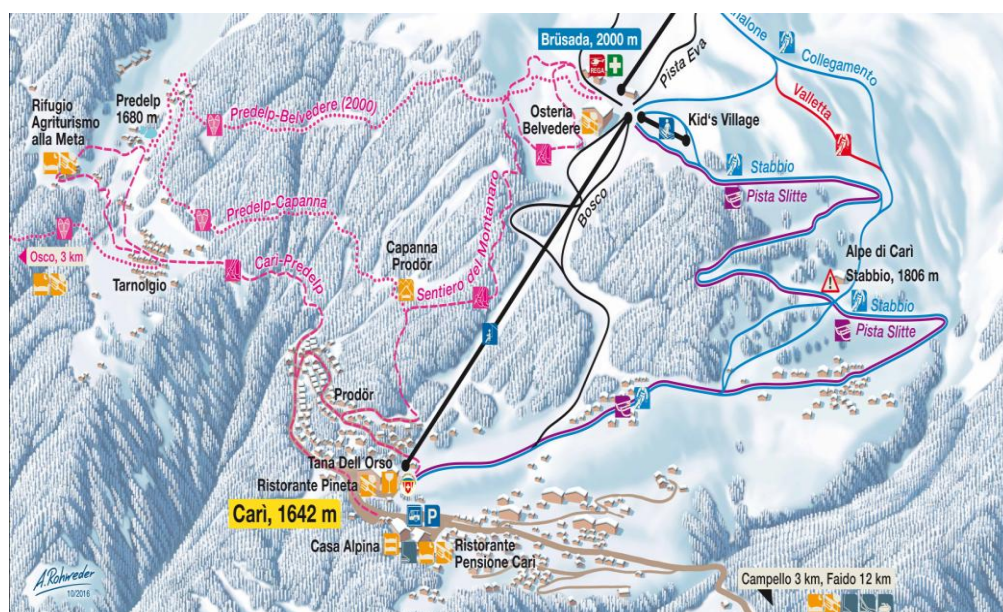 Brüsada, 2000 m
REGA
Pista Eva
Collegamento
Valletta
Kid's Village
Osteria
Belvedere
Predelp-Belvedere (2000)
Predelp
1680 m
Rifugio
Agriturismo
alla Meta
Stabbio
Pista Slitte
Bosco
Predelp-Capanna
Capanna
Prodör
Sentiero del Montanaro
Osco, 3 km
Tarnolgio
Carì-Predelp
Alpe di Carì
Stabbio, 1806 m
Stabbio
Pista Slitte
Prodör
Tana Dell'Orso
Ristorante Pineta
Carì, 1642 m
P
Casa Alpina
Ristorante
Pensione Carì
Campello 3 km, Faido 12 km
A.Rohweder
10/2016